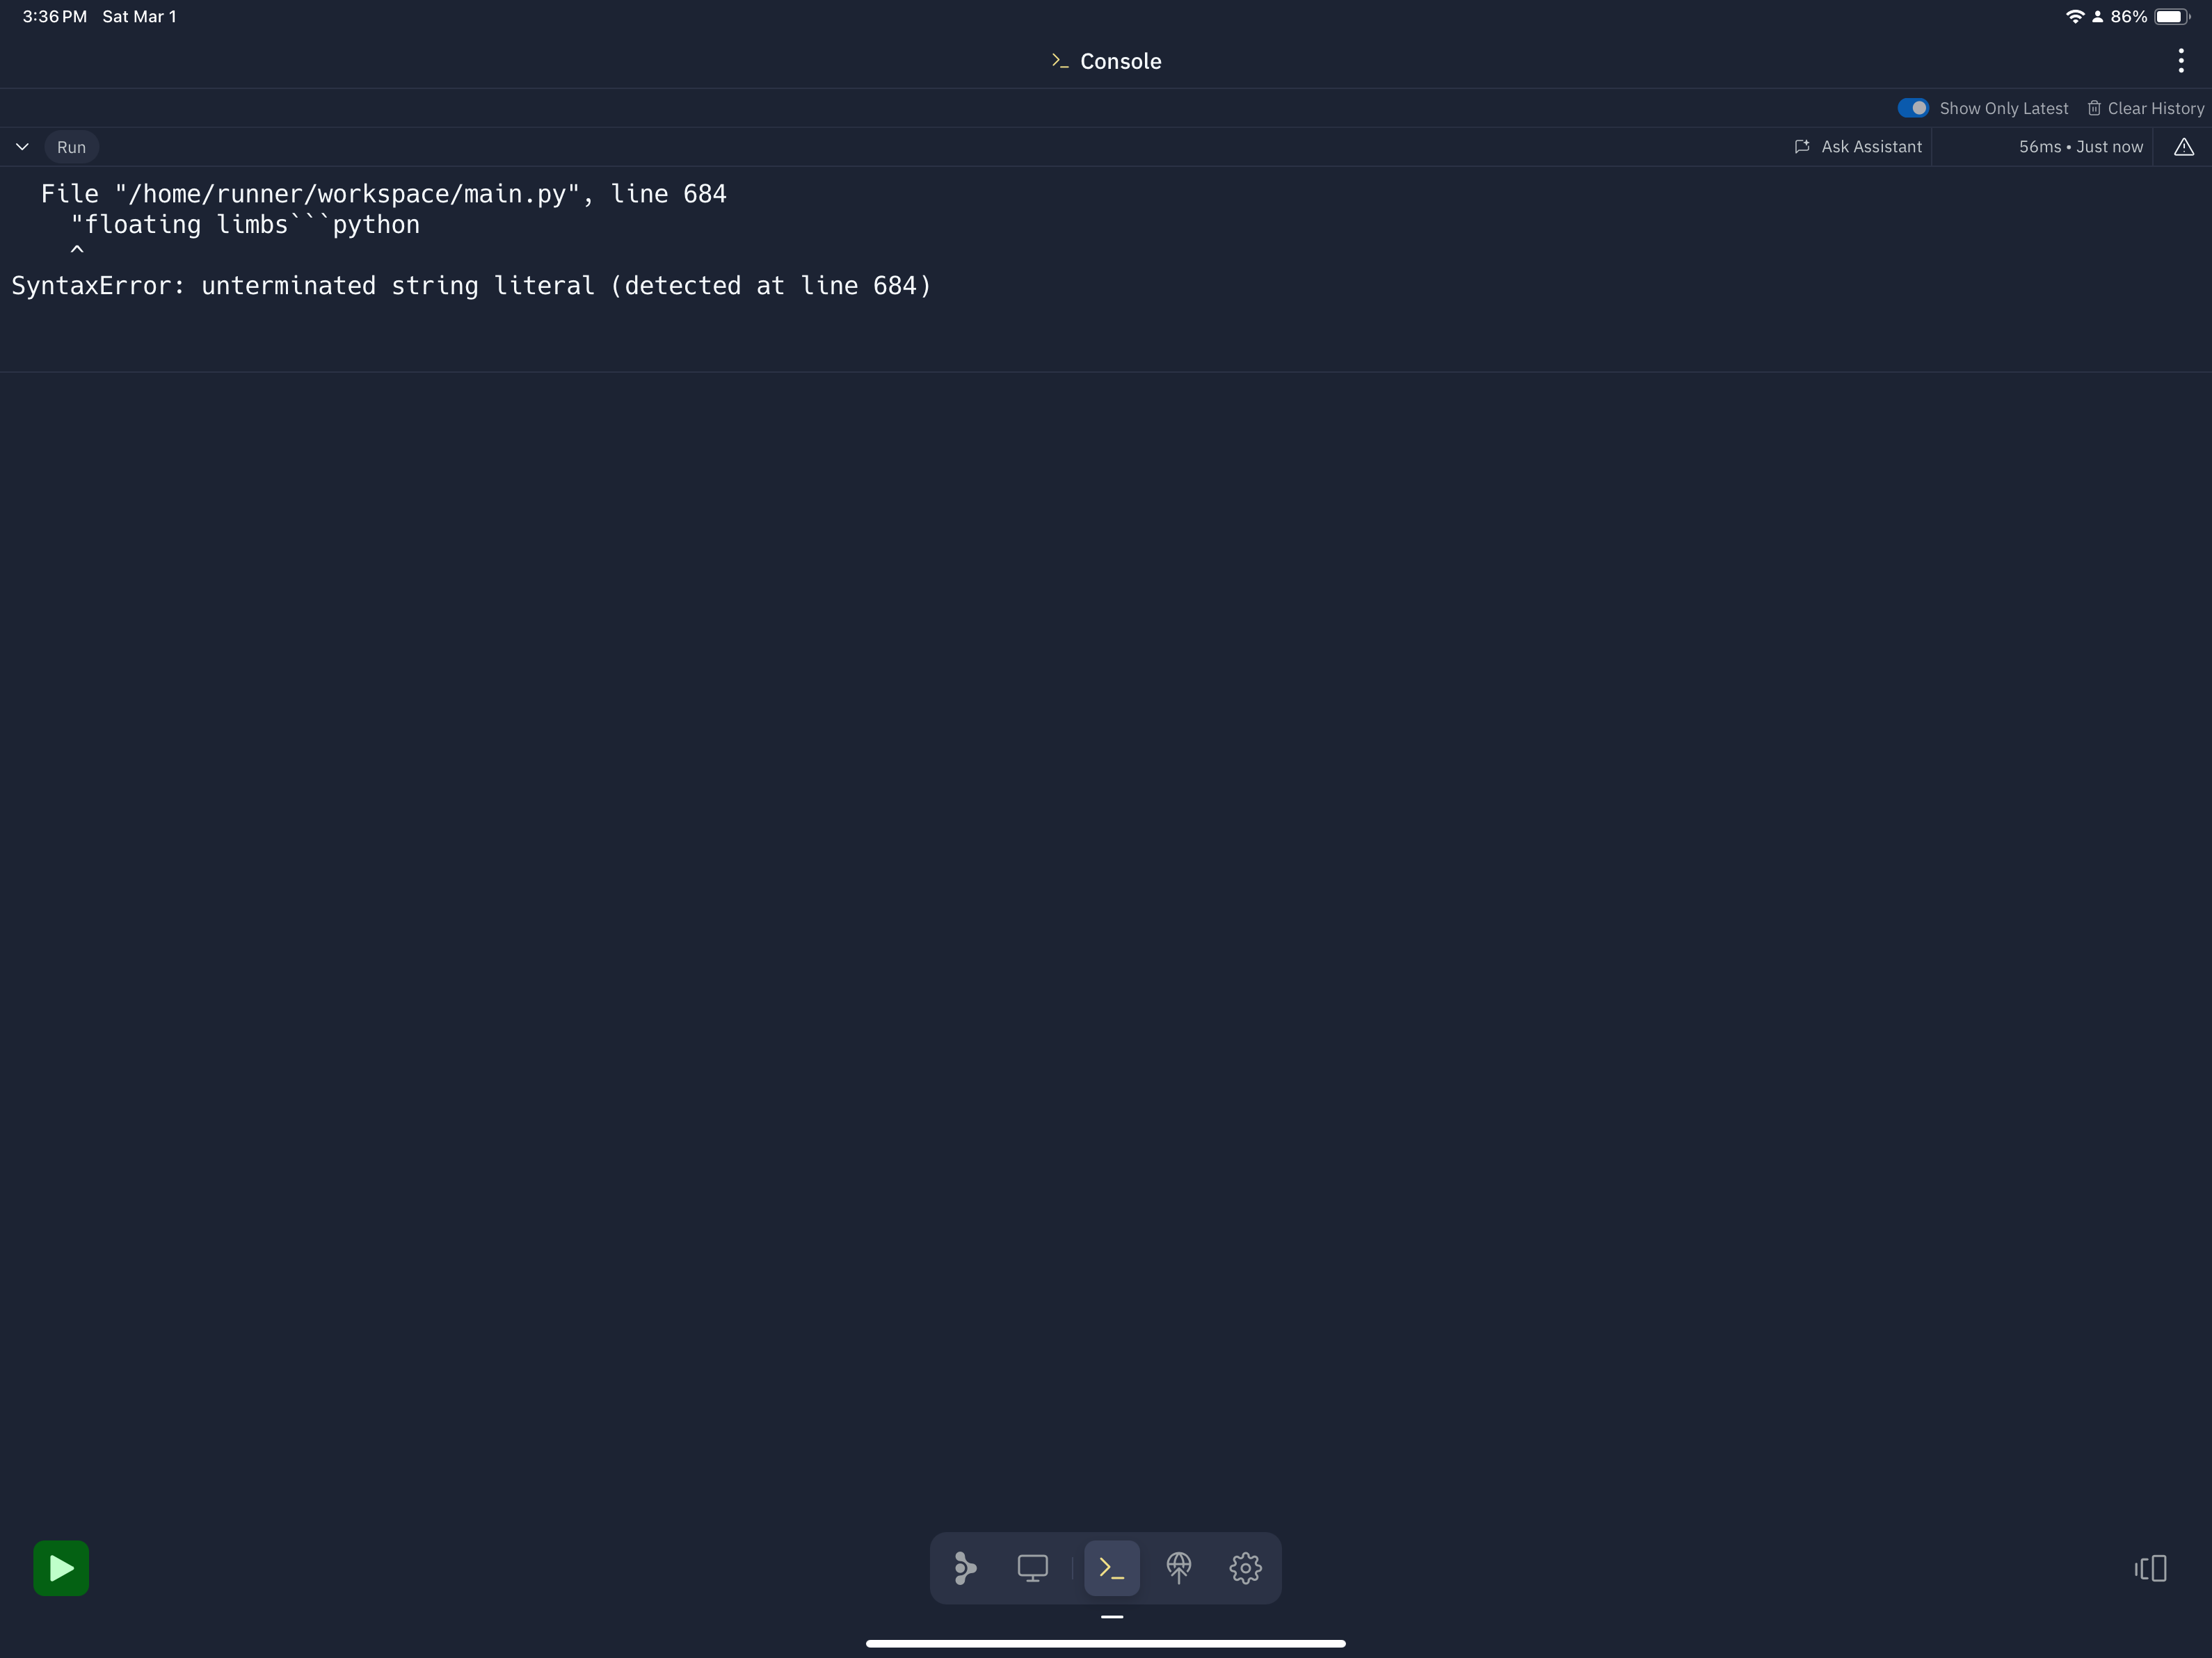 3:36 PM Sat Mar 1
86%
Console
Show Only Latest Clear History
Run Ask Assistant 56ms • Just now
File "/home/runner/workspace/main.py", line 684
"floating limbs```python
^
SyntaxError: unterminated string literal (detected at line 684)